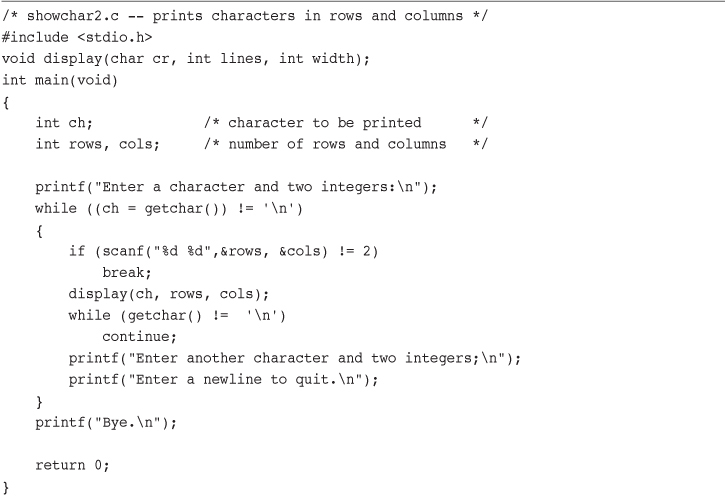 /* showchar2.c -- prints characters in rows and columns */
#include <stdio.h>
void display(char cr, int lines, int width);
int main(void)
{
    int ch;             /* character to be printed      */
    int rows, cols;     /* number of rows and columns   */

    printf("Enter a character and two integers:\n");
    while ((ch = getchar()) != '\n')
    {
        if (scanf("%d %d",&rows, &cols) != 2)
            break;
        display(ch, rows, cols);
        while (getchar() !=  '\n')
            continue;
        printf("Enter another character and two integers;\n");
        printf("Enter a newline to quit.\n");
    }
    printf("Bye.\n");

    return 0;
}